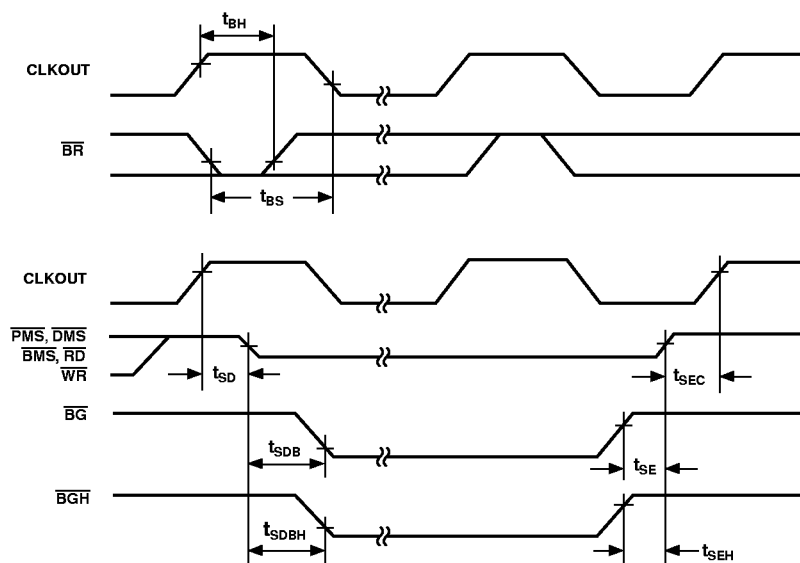 tBH
CLKOUT
BR
tBS
CLKOUT
PMS, DMS
BMS, RD
WR
tSD
tSEC
BG
tSDB
tSE
BGH
tSDBH
tSEH